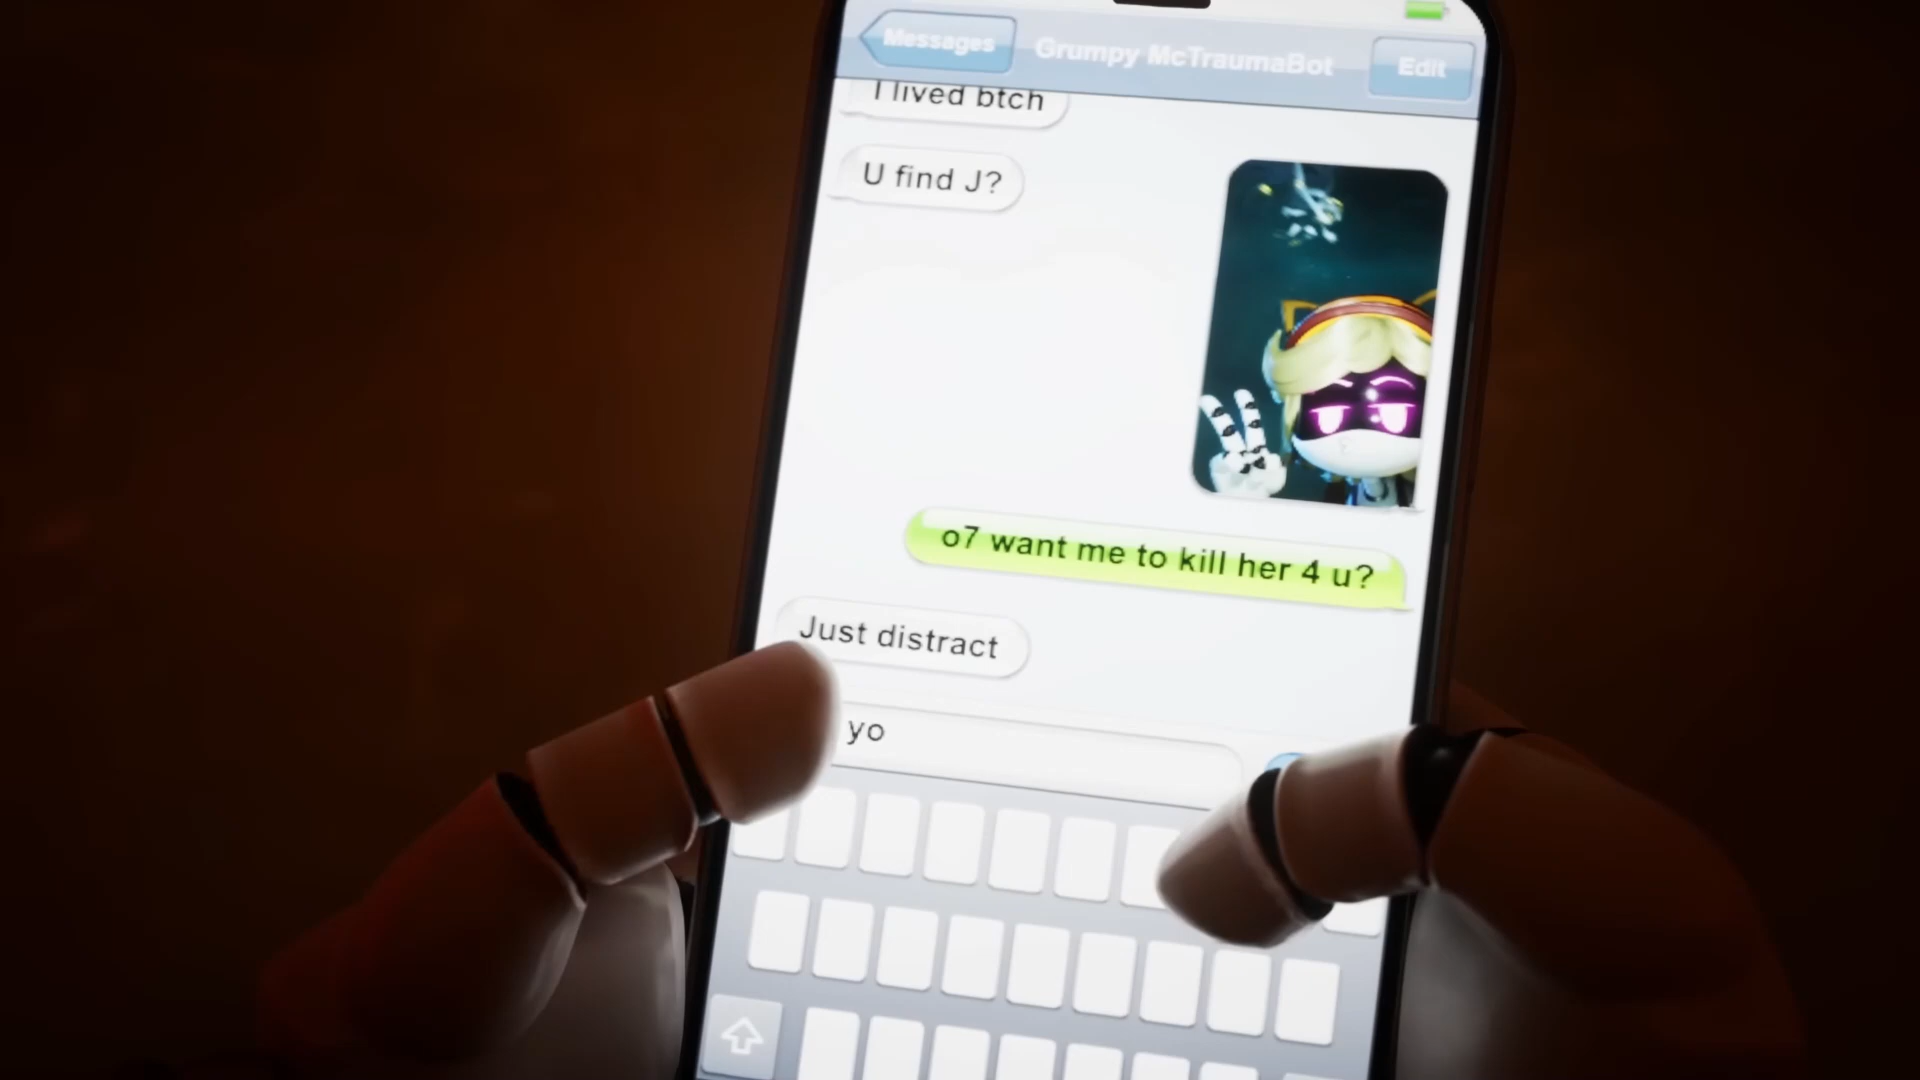 Messages
Grumpy McTraumaBot
Edit
I lived btch
U find J?
o7 want me to kill her 4 u?
Just distract
yo